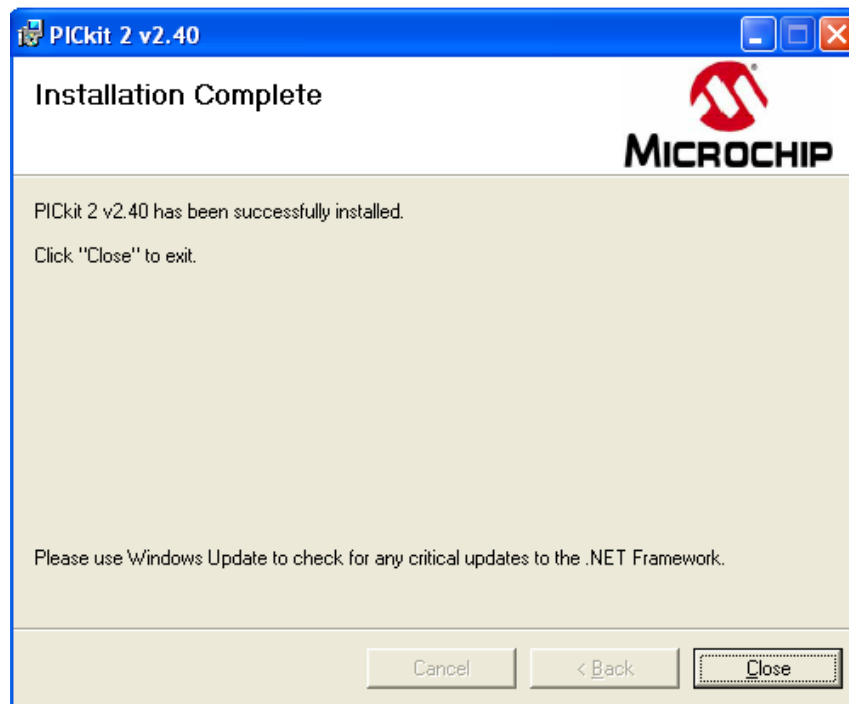 PICkit 2 v2.40
Installation Complete
MICROCHIP
PICkit 2 v2.40 has been successfully installed.
Click "Close" to exit.
Please use Windows Update to check for any critical updates to the .NET Framework.
Cancel
< Back
Close